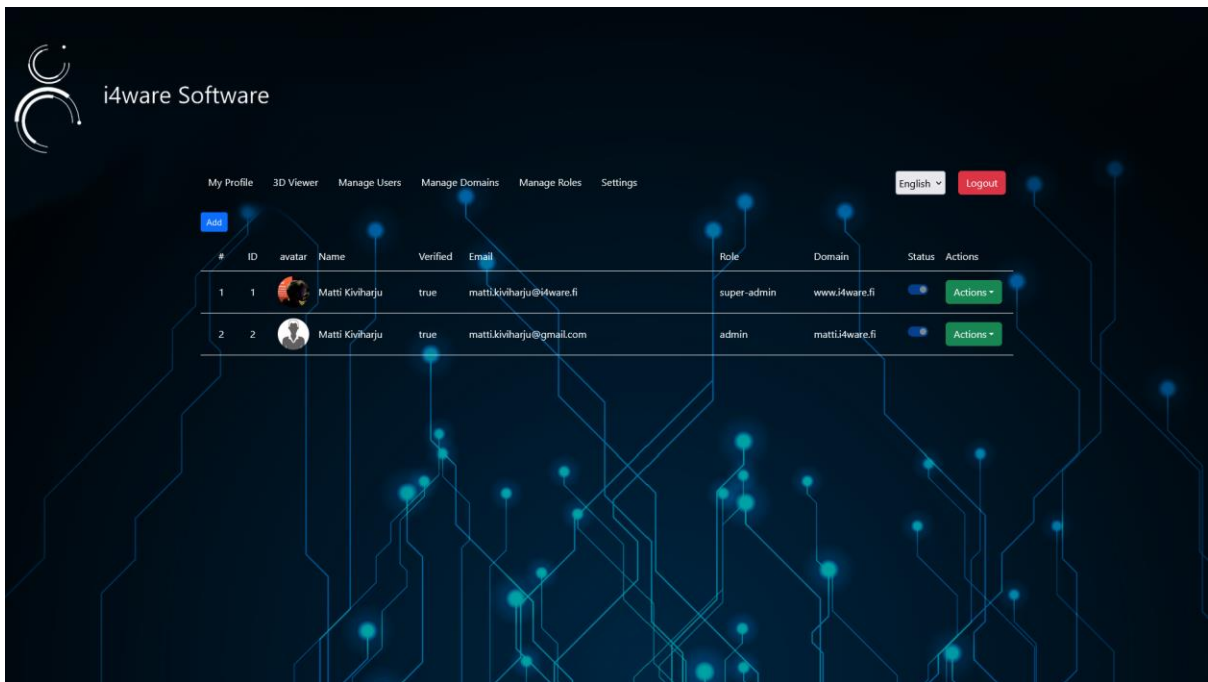 i4ware Software
My Profile 3D Viewer Manage Users Manage Domains Manage Roles Settings English Logout
Add
# ID avatar Name Verified Email Role Domain Status Actions
1 1 Matti Kiviharju true matti.kiviharju@i4ware.fi super-admin www.i4ware.fi Actions
2 2 Matti Kiviharju true matti.kiviharju@gmail.com admin matti.i4ware.fi Actions